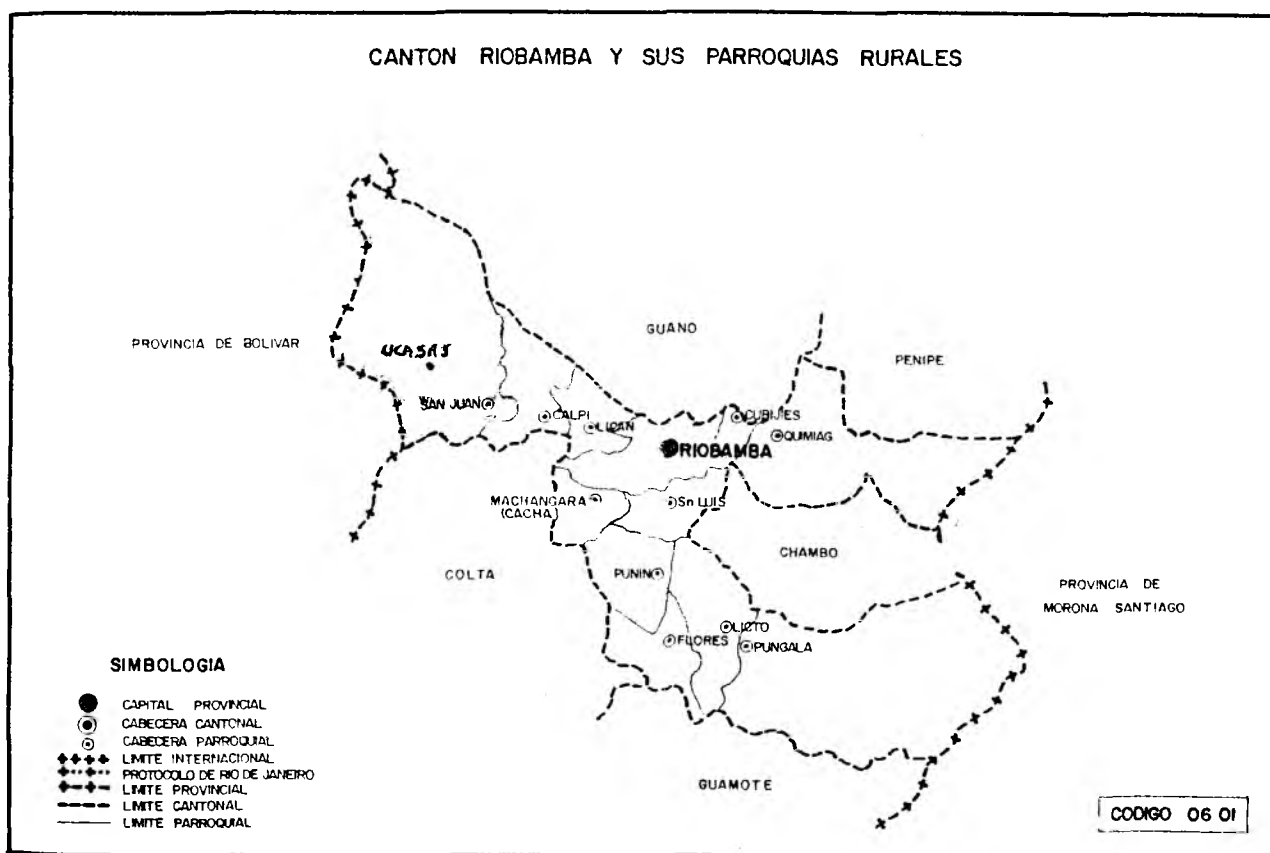 CANTON RIOBAMBA Y SUS PARROQUIAS RURALES
PROVINCIA DE BOLIVAR
GUANO
PENIPE
UCASAJ
SAN JUAN
CALPI
LICAN
CUBIJIES
QUIMIAG
RIOBAMBA
MACHANGARA
(CACHA)
Sn LUIS
COLTA
CHAMBO
PUNIN
PROVINCIA DE
MORONA SANTIAGO
LICTO
FLORES
PUNGALA
GUAMOTE
SIMBOLOGIA
CAPITAL PROVINCIAL
CABECERA CANTONAL
CABECERA PARROQUIAL
LIMITE INTERNACIONAL
PROTOCOLO DE RIO DE JANEIRO
LIMITE PROVINCIAL
LIMITE CANTONAL
LIMITE PARROQUIAL
CODIGO 06 01